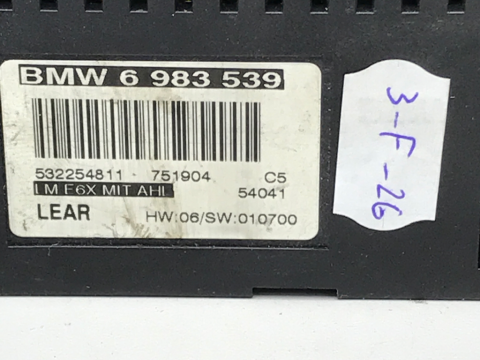 BMW 6 983 539
532254811 751904 C5
LM E6X MIT AHL 54041
LEAR HW:06/SW:010700
3-F-26